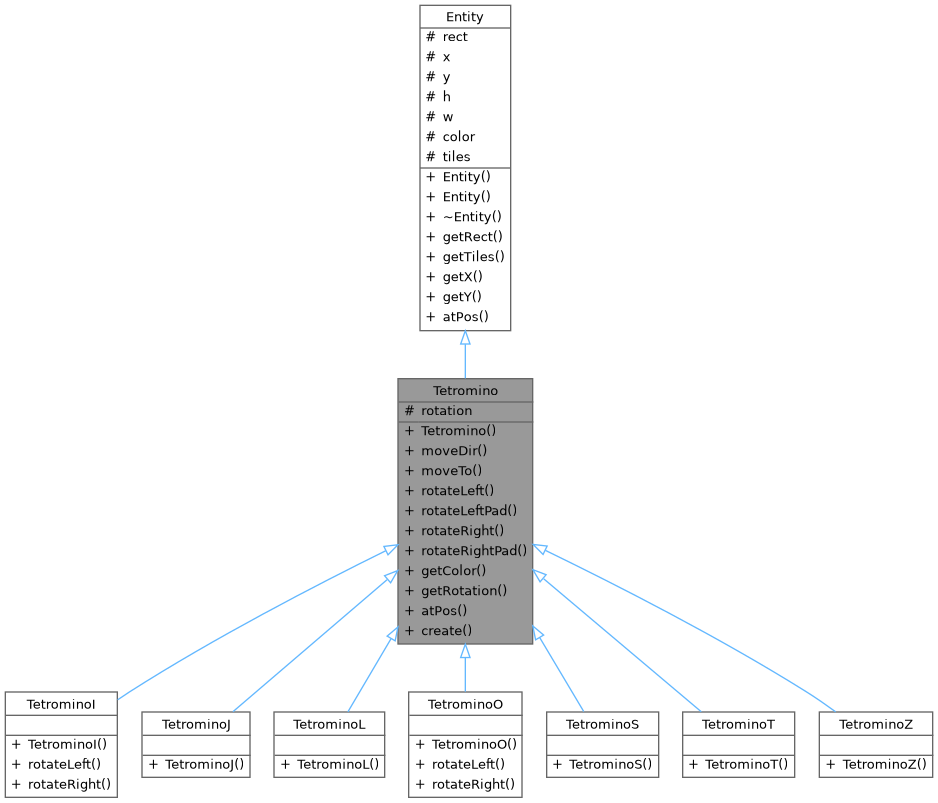 Entity
# rect
# x
# y
# h
# w
# color
# tiles
+ Entity()
+ Entity()
+ ~Entity()
+ getRect()
+ getTiles()
+ getX()
+ getY()
+ atPos()
Tetromino
# rotation
+ Tetromino()
+ moveDir()
+ moveTo()
+ rotateLeft()
+ rotateLeftPad()
+ rotateRight()
+ rotateRightPad()
+ getColor()
+ getRotation()
+ atPos()
+ create()
TetrominoI
+ TetrominoI()
+ rotateLeft()
+ rotateRight()
TetrominoJ
+ TetrominoJ()
TetrominoL
+ TetrominoL()
TetrominoO
+ TetrominoO()
+ rotateLeft()
+ rotateRight()
TetrominoS
+ TetrominoS()
TetrominoT
+ TetrominoT()
TetrominoZ
+ TetrominoZ()